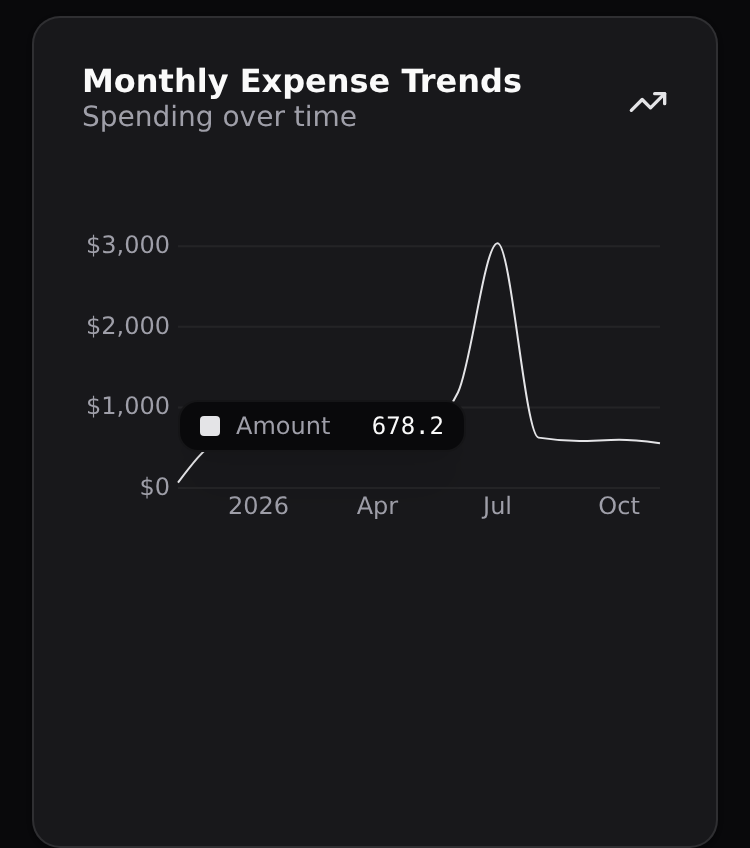 Monthly Expense Trends
Spending over time
$3,000
$2,000
$1,000
Amount 678.2
$0
2026 Apr Jul Oct